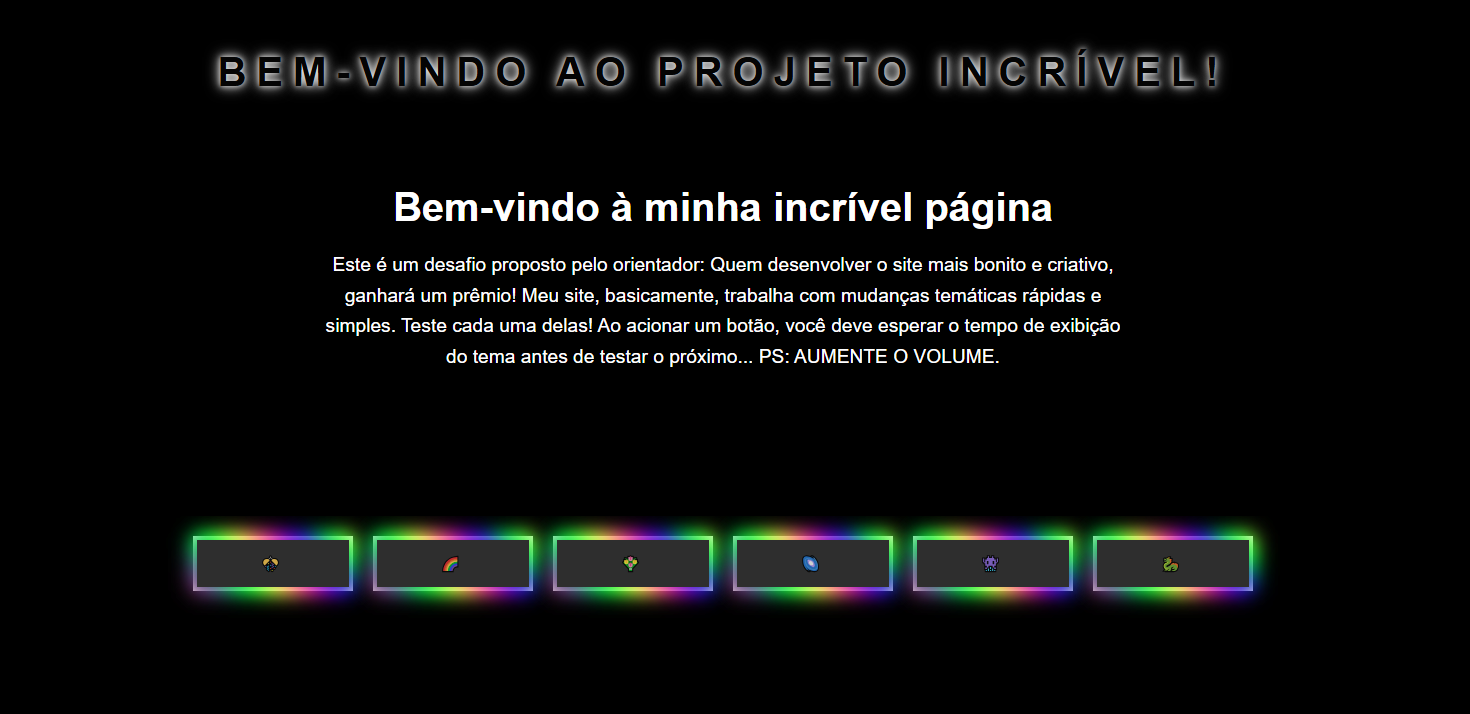 BEM-VINDO AO PROJETO INCRÍVEL!
Bem-vindo à minha incrível página
Este é um desafio proposto pelo orientador: Quem desenvolver o site mais bonito e criativo,
ganhará um prêmio! Meu site, basicamente, trabalha com mudanças temáticas rápidas e
simples. Teste cada uma delas! Ao acionar um botão, você deve esperar o tempo de exibição
do tema antes de testar o próximo... PS: AUMENTE O VOLUME.